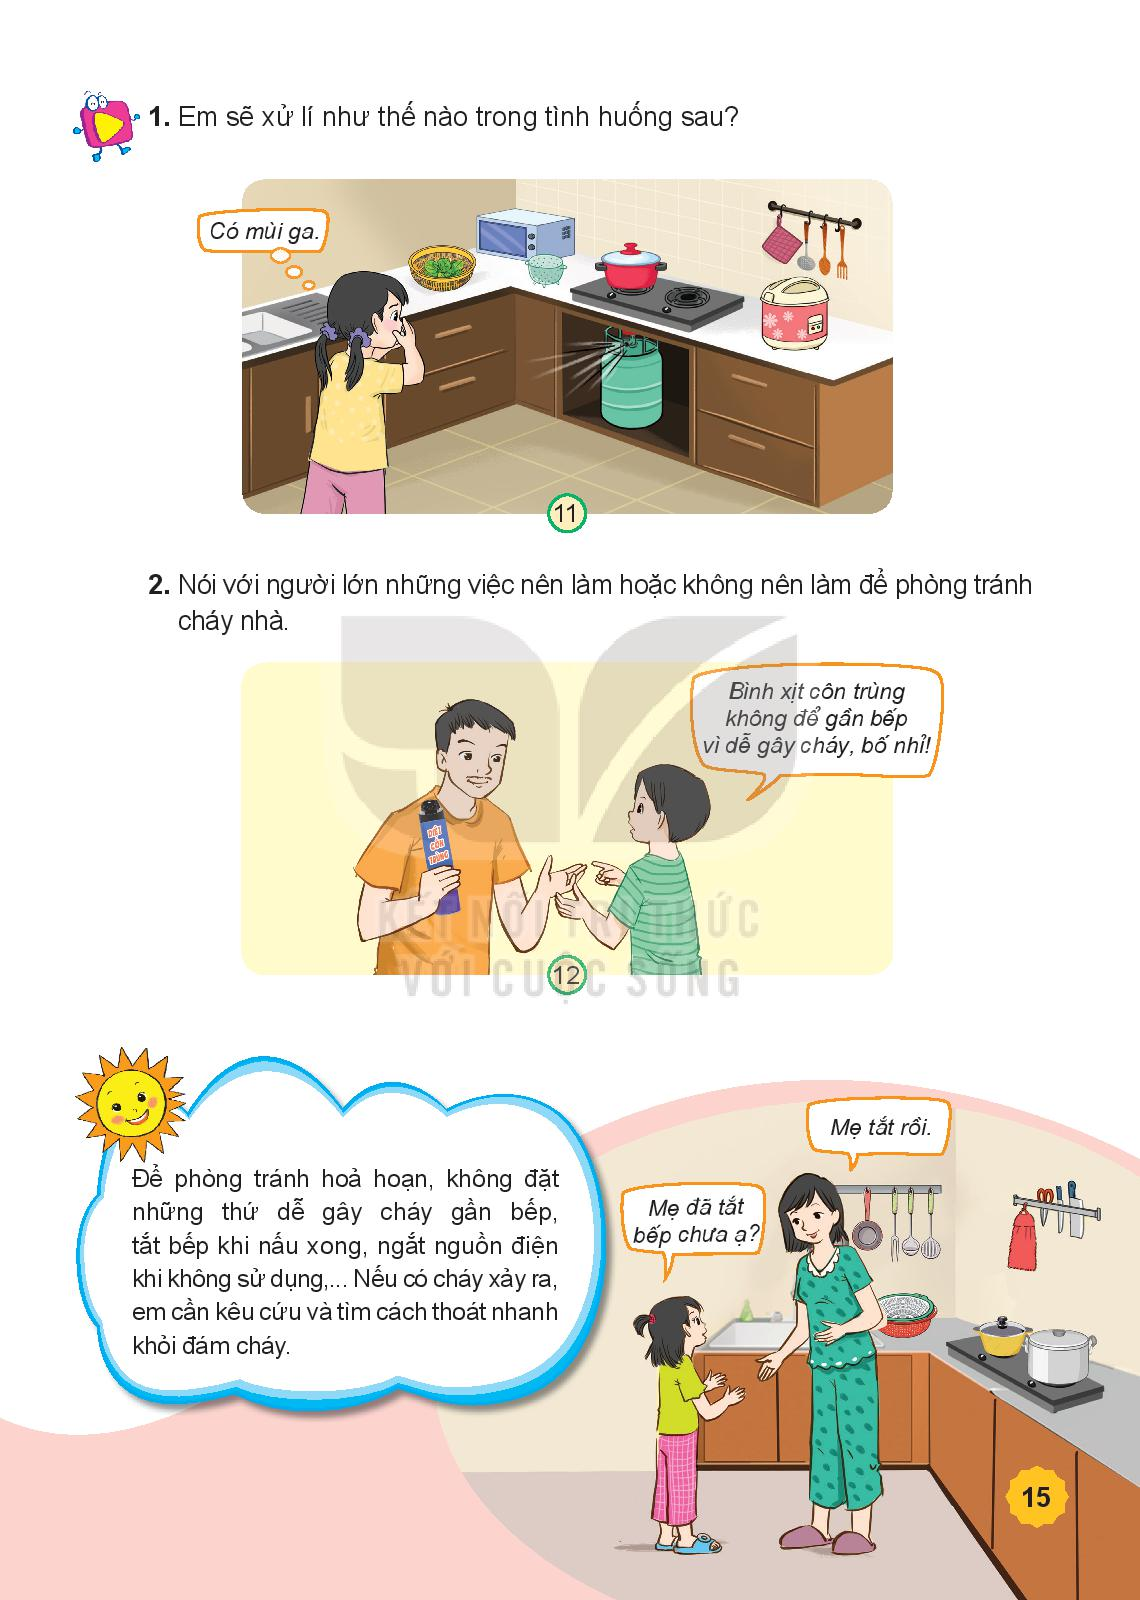 1. Em sẽ xử lí như thế nào trong tình huống sau?
Có mùi ga.
11
2. Nói với người lớn những việc nên làm hoặc không nên làm để phòng tránh
cháy nhà.
Bình xịt côn trùng
không để gần bếp
vì dễ gây cháy, bố nhỉ!
DIỆT
CÔN
TRÙNG
KẾT NỐI TRI THỨC
VỚI CUỘC SỐNG
12
Mẹ tắt rồi.
Mẹ đã tắt
bếp chưa ạ?
Để phòng tránh hoả hoạn, không đặt
những thứ dễ gây cháy gần bếp,
tắt bếp khi nấu xong, ngắt nguồn điện
khi không sử dụng,... Nếu có cháy xảy ra,
em cần kêu cứu và tìm cách thoát nhanh
khỏi đám cháy.
15